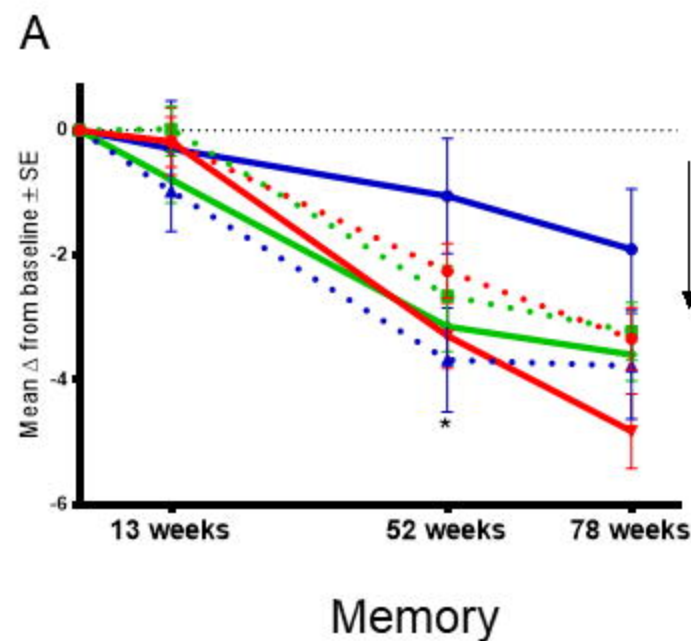 A
Mean Δ from baseline ± SE
0
-2
-4
-6
*
13 weeks 52 weeks 78 weeks
Memory